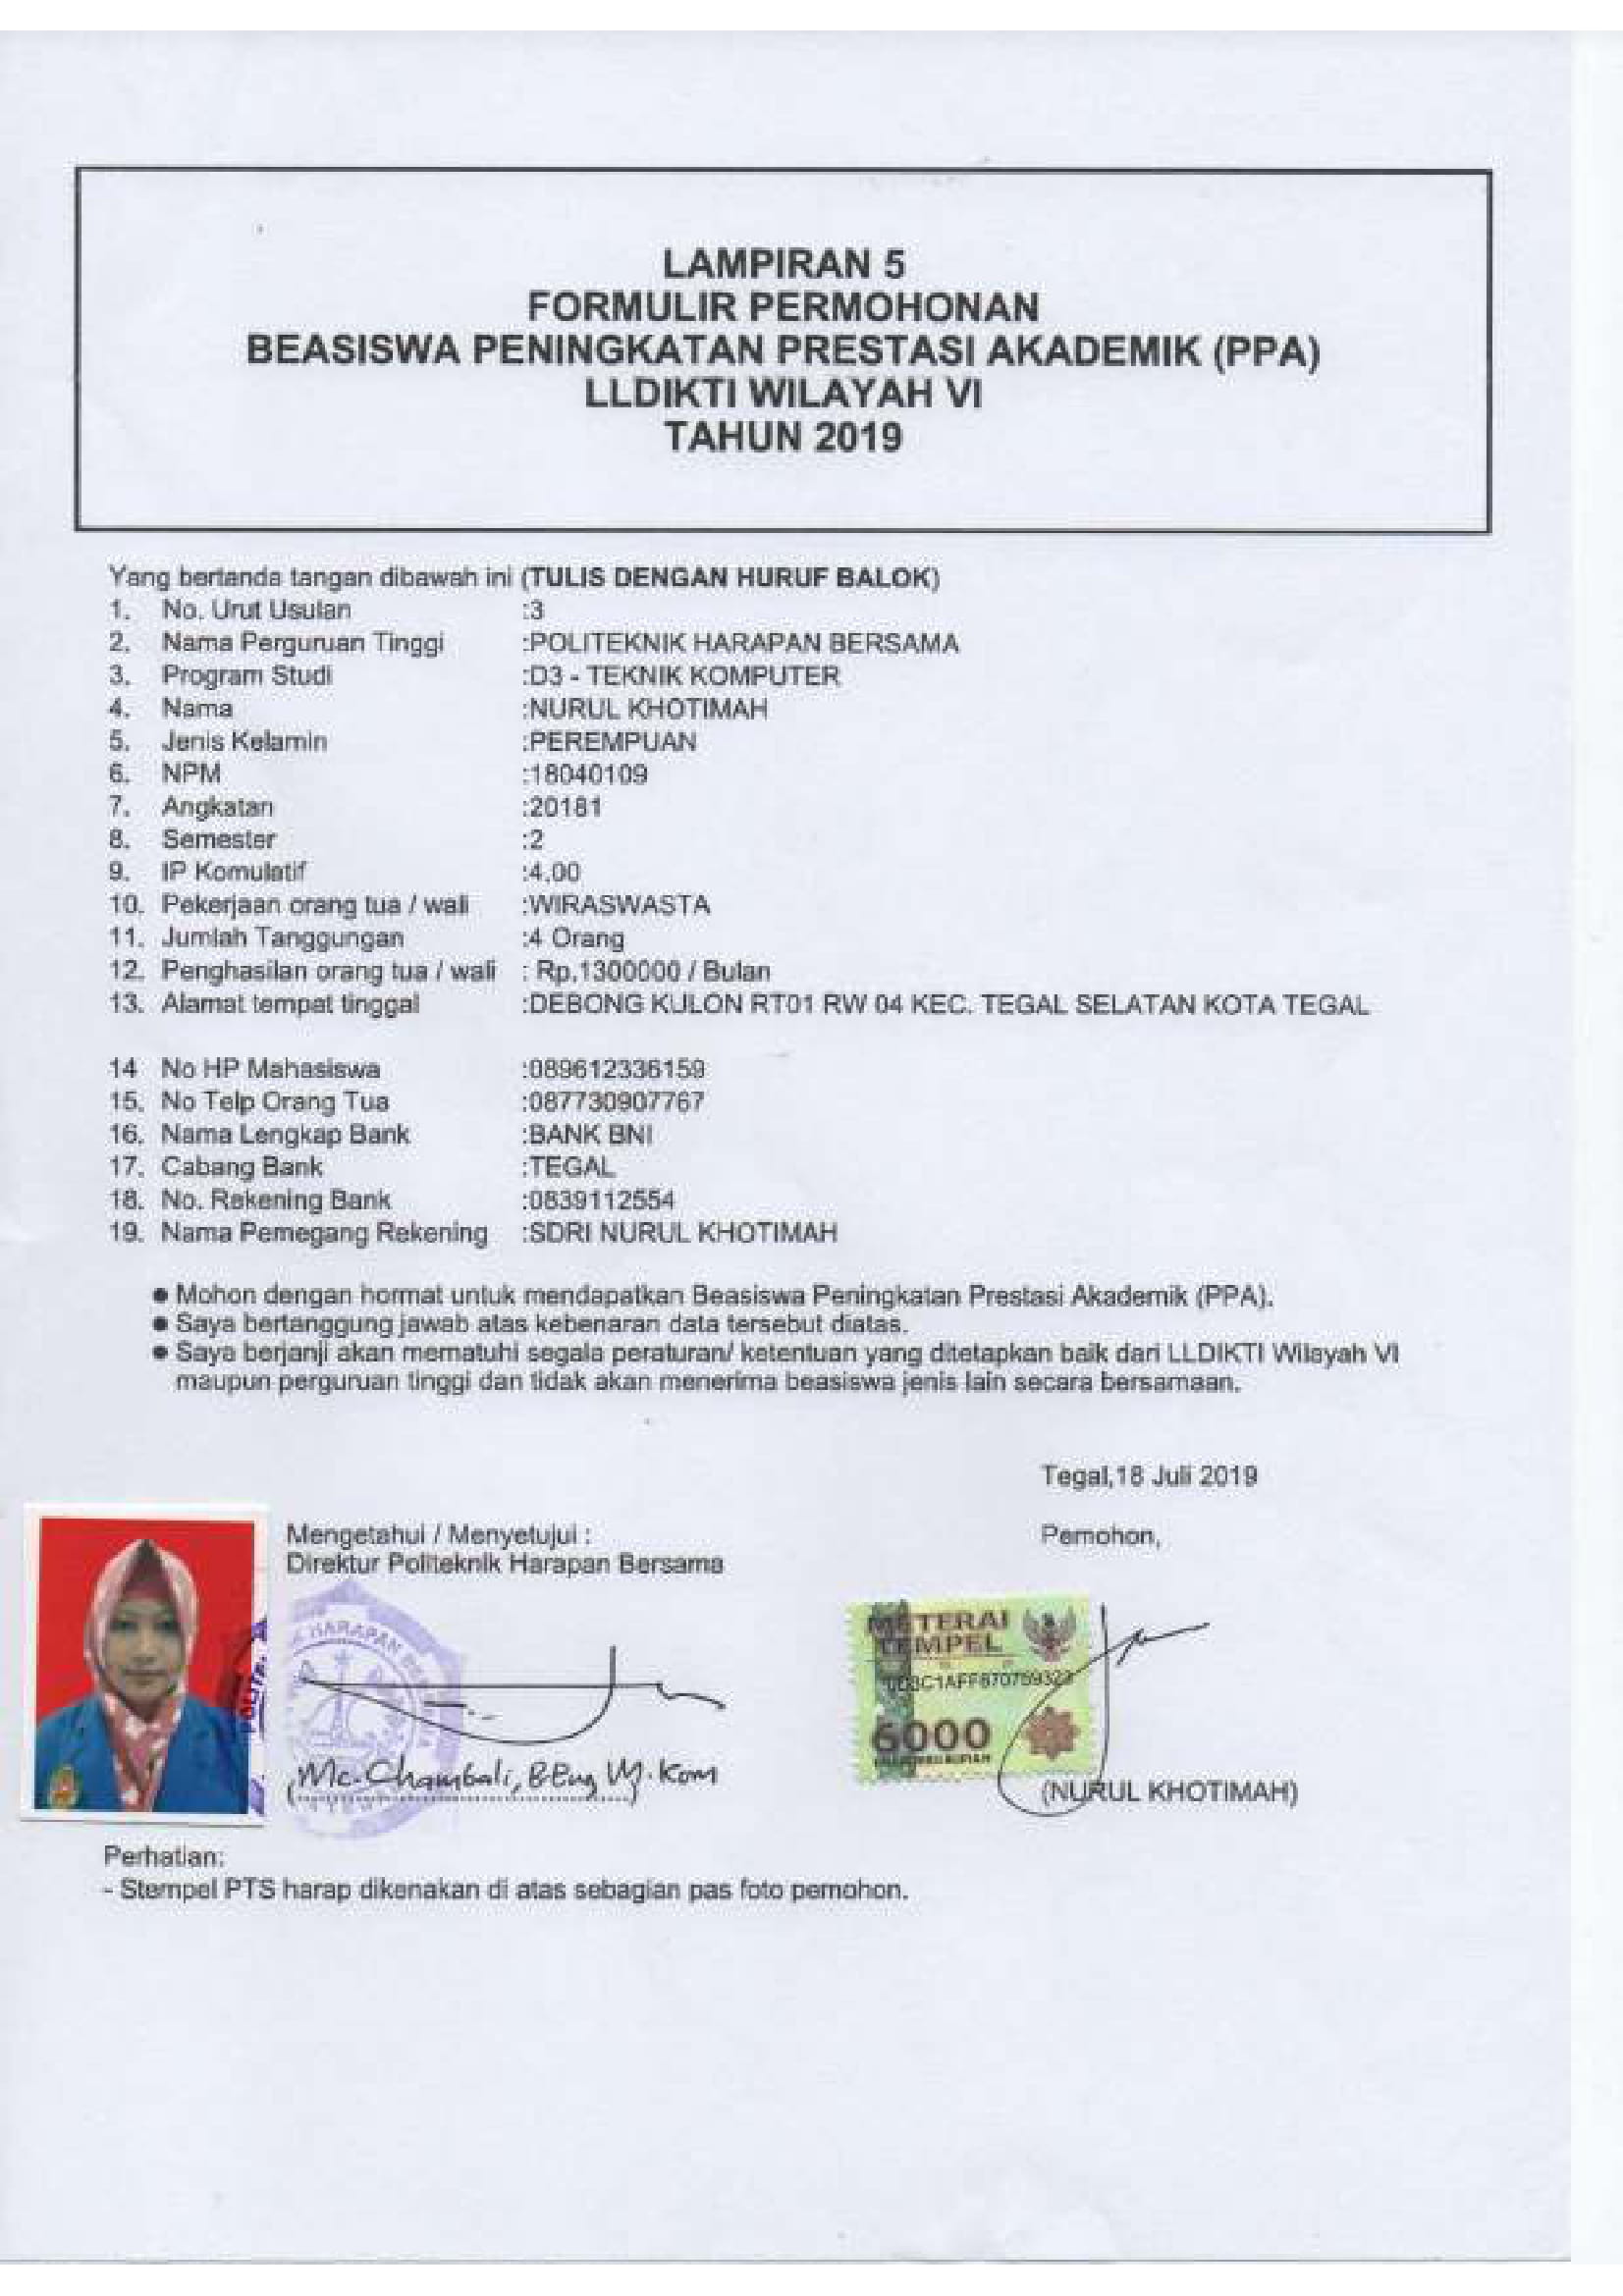 LAMPIRAN 5
FORMULIR PERMOHONAN
BEASISWA PENINGKATAN PRESTASI AKADEMIK (PPA)
LLDIKTI WILAYAH VI
TAHUN 2019
Yang bertanda tangan dibawah ini (TULIS DENGAN HURUF BALOK)
1. No. Urut Usulan :3
2. Nama Perguruan Tinggi :POLITEKNIK HARAPAN BERSAMA
3. Program Studi :D3 - TEKNIK KOMPUTER
4. Nama :NURUL KHOTIMAH
5. Jenis Kelamin :PEREMPUAN
6. NPM :18040109
7. Angkatan :20181
8. Semester :2
9. IP Komulatif :4,00
10. Pekerjaan orang tua / wali :WIRASWASTA
11. Jumlah Tanggungan :4 Orang
12. Penghasilan orang tua / wali : Rp,1300000 / Bulan
13. Alamat tempat tinggal :DEBONG KULON RT01 RW 04 KEC. TEGAL SELATAN KOTA TEGAL
14 No HP Mahasiswa :089612336159
15. No Telp Orang Tua :087730907767
16. Nama Lengkap Bank :BANK BNI
17. Cabang Bank :TEGAL
18. No. Rekening Bank :0839112554
19. Nama Pemegang Rekening :SDRI NURUL KHOTIMAH
● Mohon dengan hormat untuk mendapatkan Beasiswa Peningkatan Prestasi Akademik (PPA).
● Saya bertanggung jawab atas kebenaran data tersebut diatas.
● Saya berjanji akan mematuhi segala peraturan/ ketentuan yang ditetapkan baik dari LLDIKTI Wilayah VI
maupun perguruan tinggi dan tidak akan menerima beasiswa jenis lain secara bersamaan.
Tegal,18 Juli 2019
Mengetahui / Menyetujui :
Direktur Politeknik Harapan Bersama
Pemohon,
HARAPAN
METERAI
TEMPEL
6000
(Mc. Chambali, B.Eng M.Kom)
(NURUL KHOTIMAH)
Perhatian:
- Stempel PTS harap dikenakan di atas sebagian pas foto pemohon.